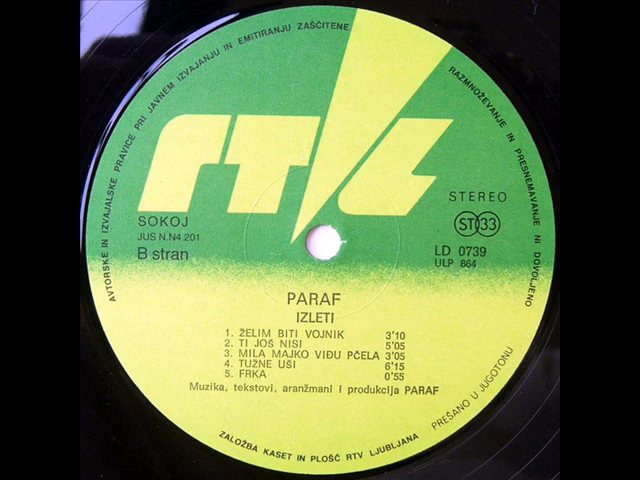 AVTORSKE IN IZVAJALSKE PRAVICE PRI JAVNEM IZVAJANJU IN EMITIRANJU ZAŠČITENE
RAZMNOŽEVANJE IN PRESNEMAVANJE NI DOVOLJENO
RTVL
SOKOJ
JUS N.N4.201
B stran
STEREO
ST 33
LD 0739
ULP 864
PARAF
IZLETI
1. ŽELIM BITI VOJNIK 3'10
2. TI JOŠ NISI 5'05
3. MILA MAJKO VIĐU PČELA 3'05
4. TUŽNE UŠI 6'15
5. FRKA 0'55
Muzika, tekstovi, aranžmani i produkcija PARAF
PREŠANO U JUGOTONU
ZALOŽBA KASET IN PLOŠČ RTV LJUBLJANA